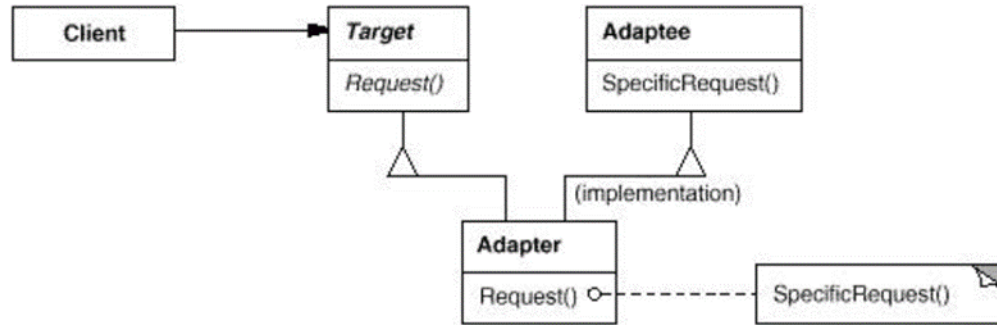 Client
Target
Request()
Adaptee
SpecificRequest()
(implementation)
Adapter
Request()
SpecificRequest()